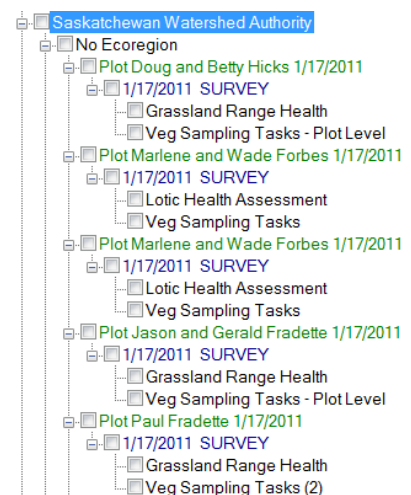 Saskatchewan Watershed Authority
No Ecoregion
Plot Doug and Betty Hicks 1/17/2011
1/17/2011 SURVEY
Grassland Range Health
Veg Sampling Tasks - Plot Level
Plot Marlene and Wade Forbes 1/17/2011
1/17/2011 SURVEY
Lotic Health Assessment
Veg Sampling Tasks
Plot Marlene and Wade Forbes 1/17/2011
1/17/2011 SURVEY
Lotic Health Assessment
Veg Sampling Tasks
Plot Jason and Gerald Fradette 1/17/2011
1/17/2011 SURVEY
Grassland Range Health
Veg Sampling Tasks - Plot Level
Plot Paul Fradette 1/17/2011
1/17/2011 SURVEY
Grassland Range Health
Veg Sampling Tasks (2)